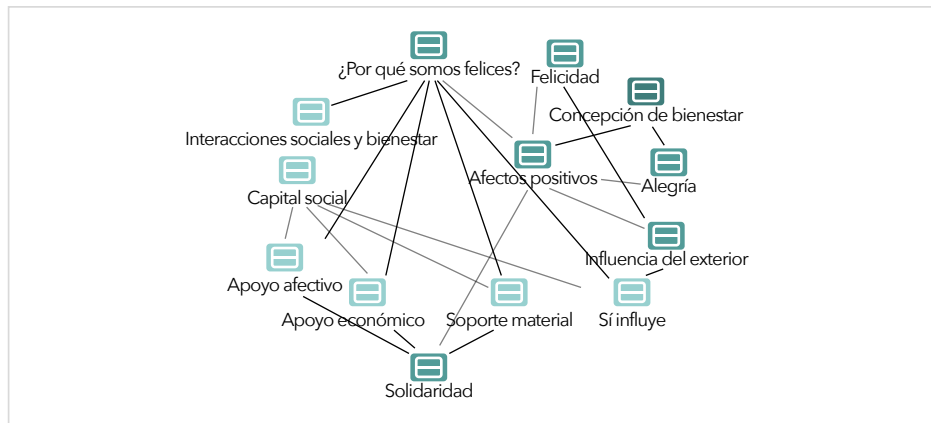 ¿Por qué somos felices?
Felicidad
Concepción de bienestar
Interacciones sociales y bienestar
Afectos positivos
Alegría
Capital social
Influencia del exterior
Apoyo afectivo
Apoyo económico
Soporte material
Sí influye
Solidaridad